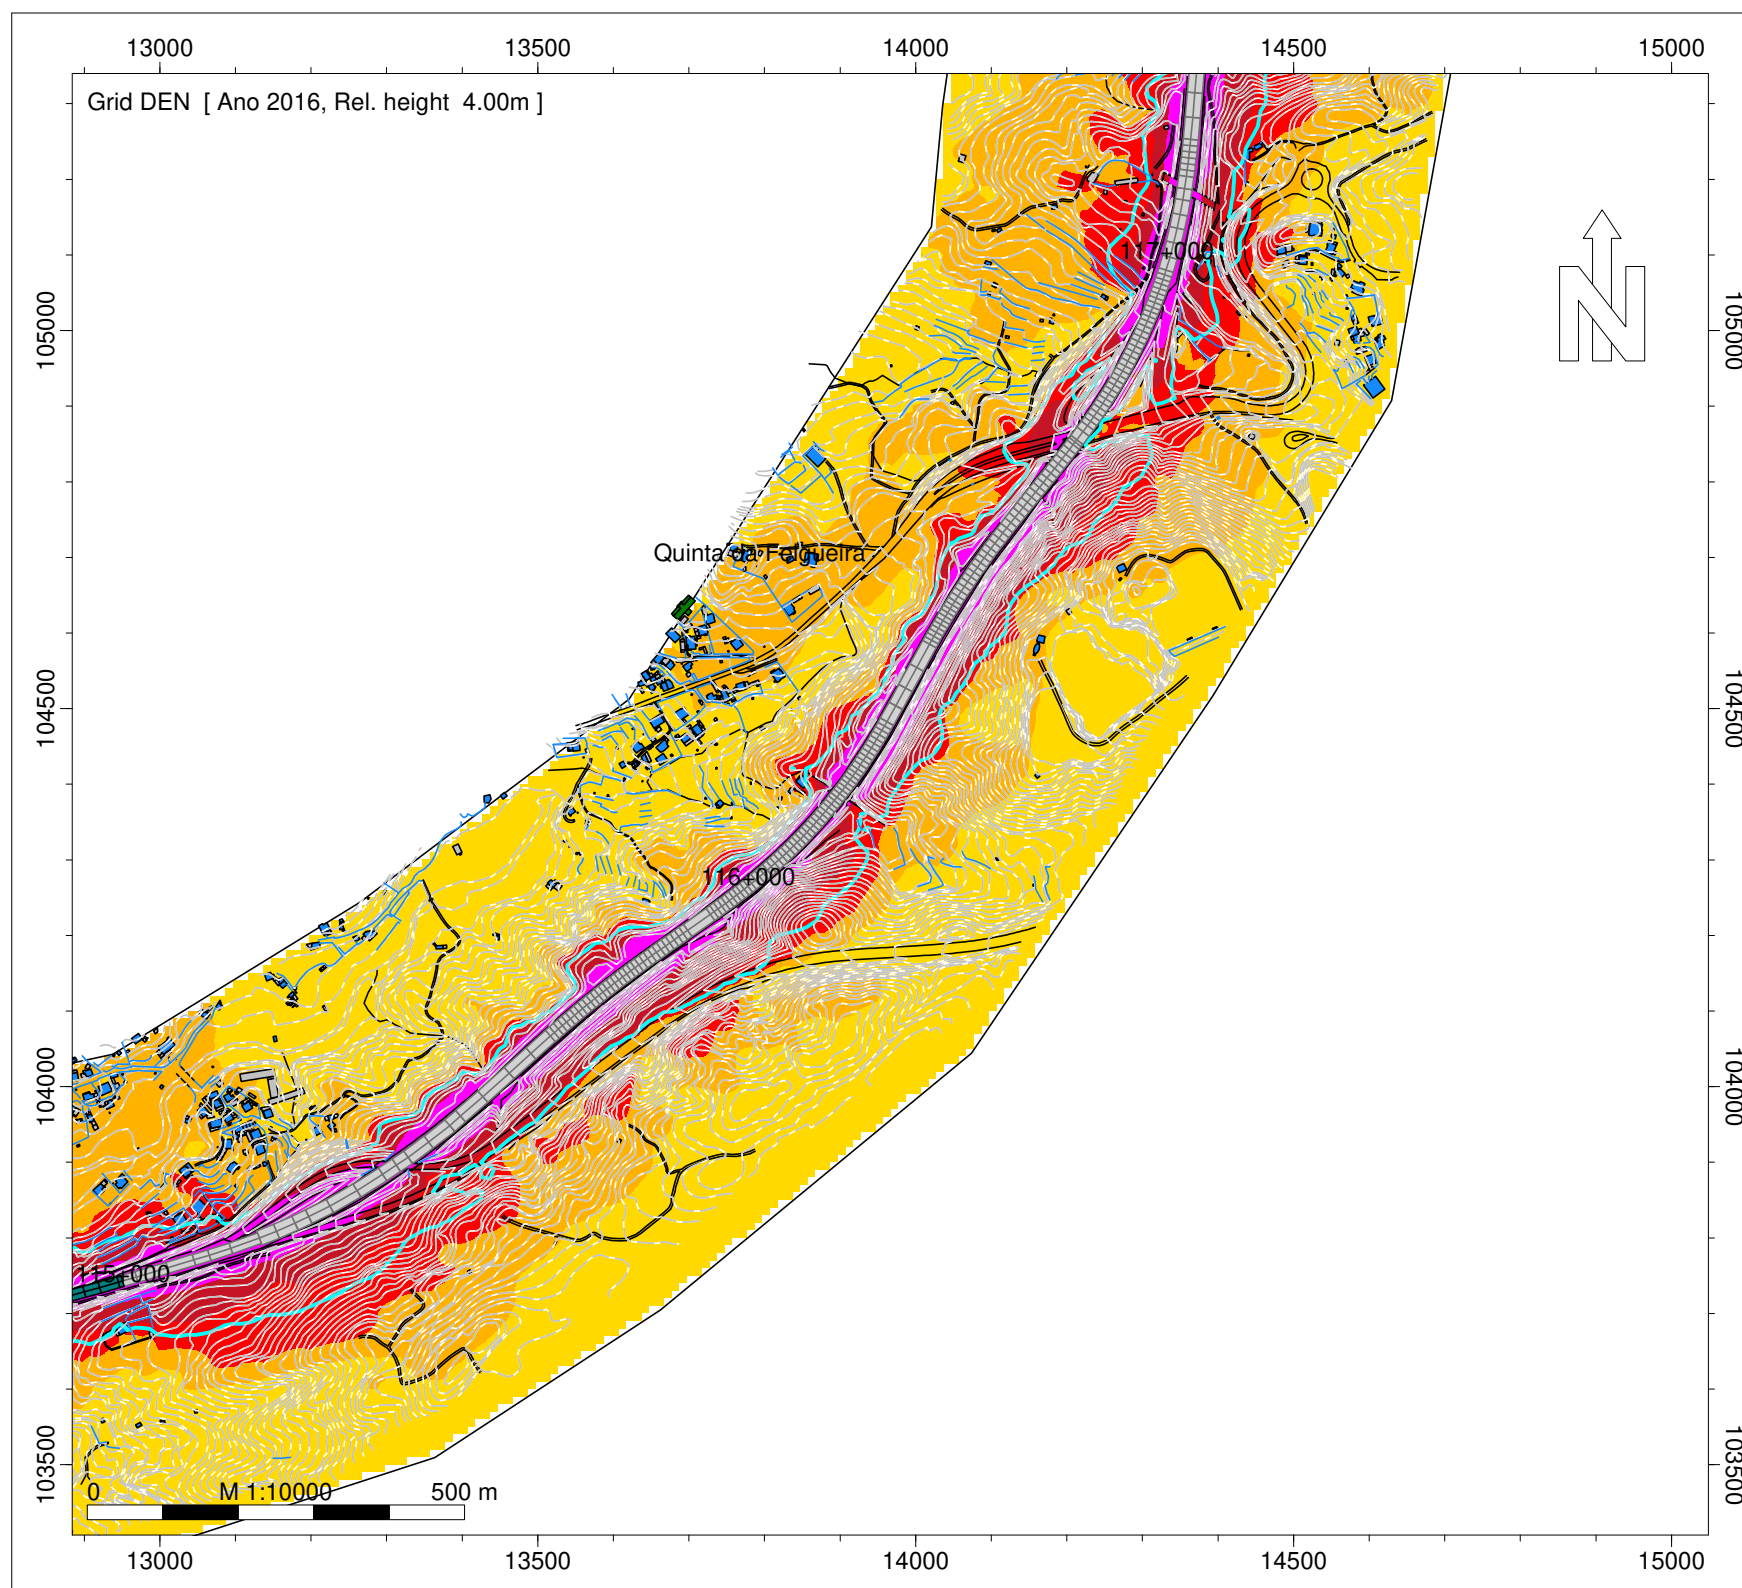 13000 13500 14000 14500 15000
Grid DEN [ Ano 2016, Rel. height 4.00m ]
117+000
105000 105000
Quinta da Felgueira
104500 104500
116+000
104000 104000
115+000
103500 103500
0 M 1:10000 500 m
13000 13500 14000 14500 15000
N